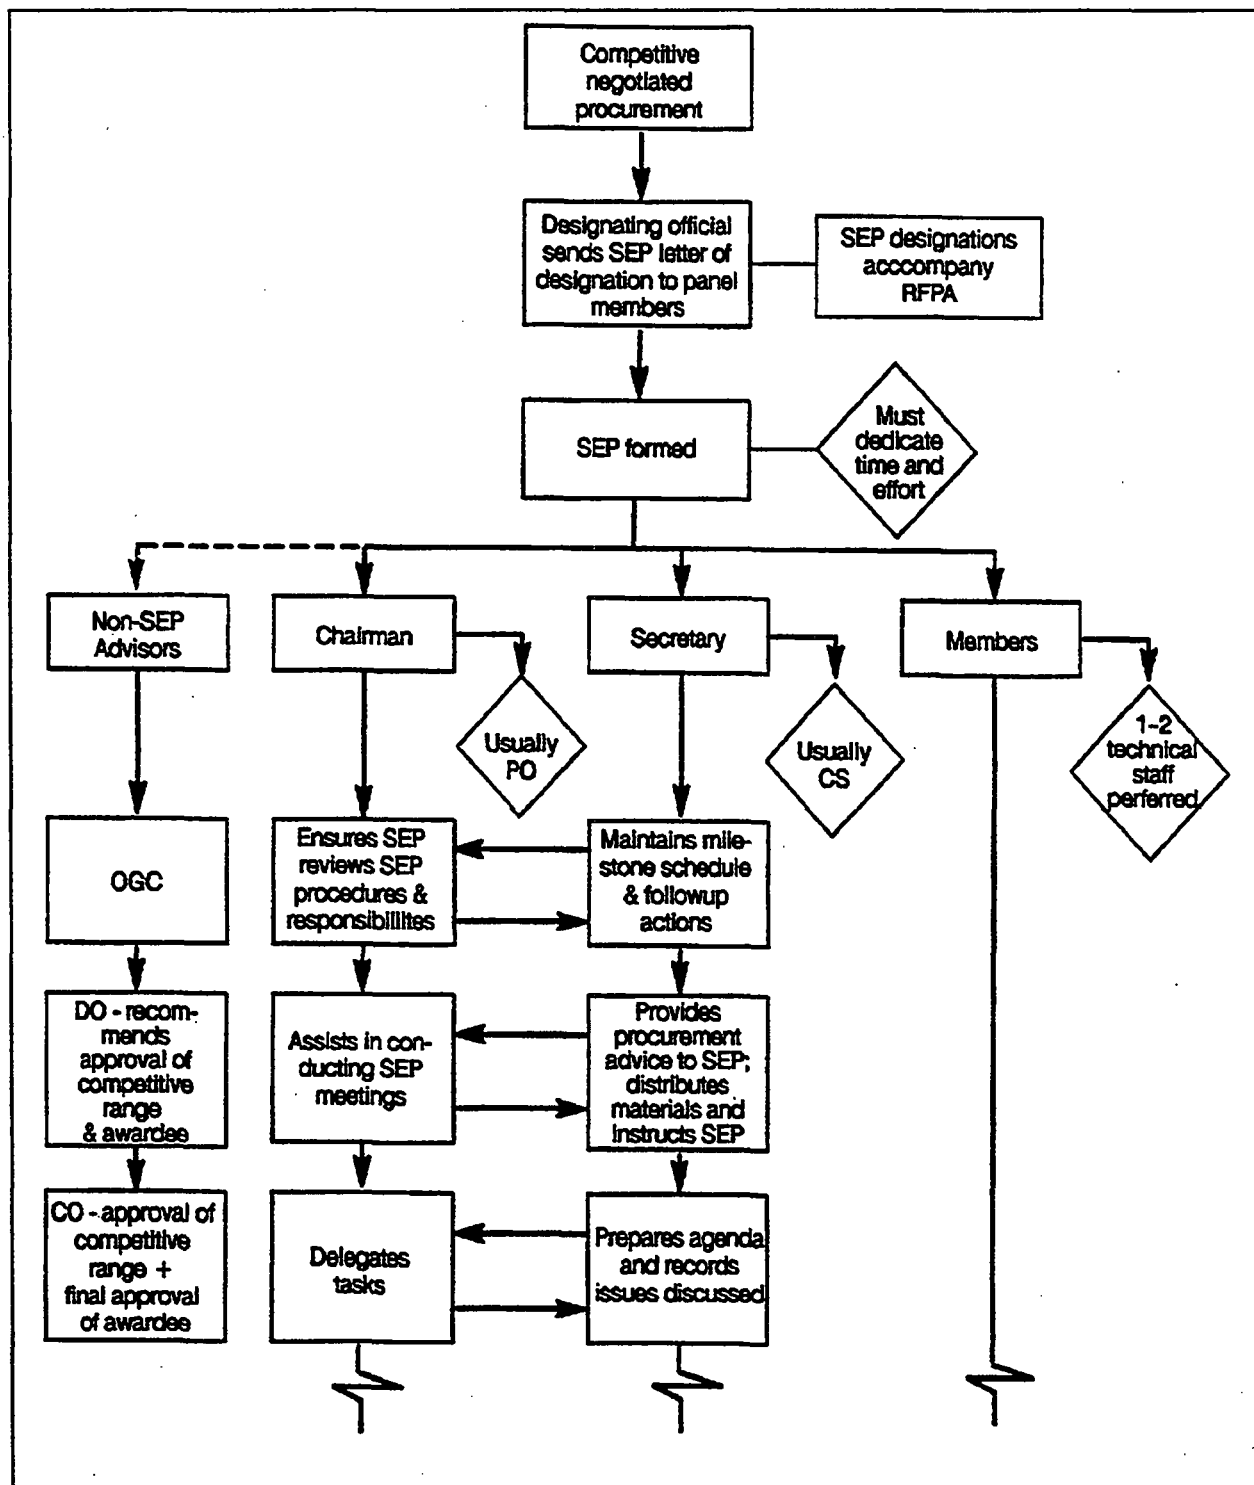 Competitive
negotiated
procurement
Designating official
sends SEP letter of
designation to panel
members
SEP designations
acccompany
RFPA
SEP formed
Must
dedicate
time and
effort
Non-SEP
Advisors
Chairman
Secretary
Members
Usually
PO
Usually
CS
1-2
technical
staff
perferred
OGC
Ensures SEP
reviews SEP
procedures &
responsibilites
Maintains mile-
stone schedule
& followup
actions
DO - recom-
mends
approval of
competitive
range
& awardee
Assists in con-
ducting SEP
meetings
Provides
procurement
advice to SEP;
distributes
materials and
Instructs SEP
CO - approval of
competitive
range +
final approval
of awardee
Delegates
tasks
Prepares agenda
and records
issues discussed